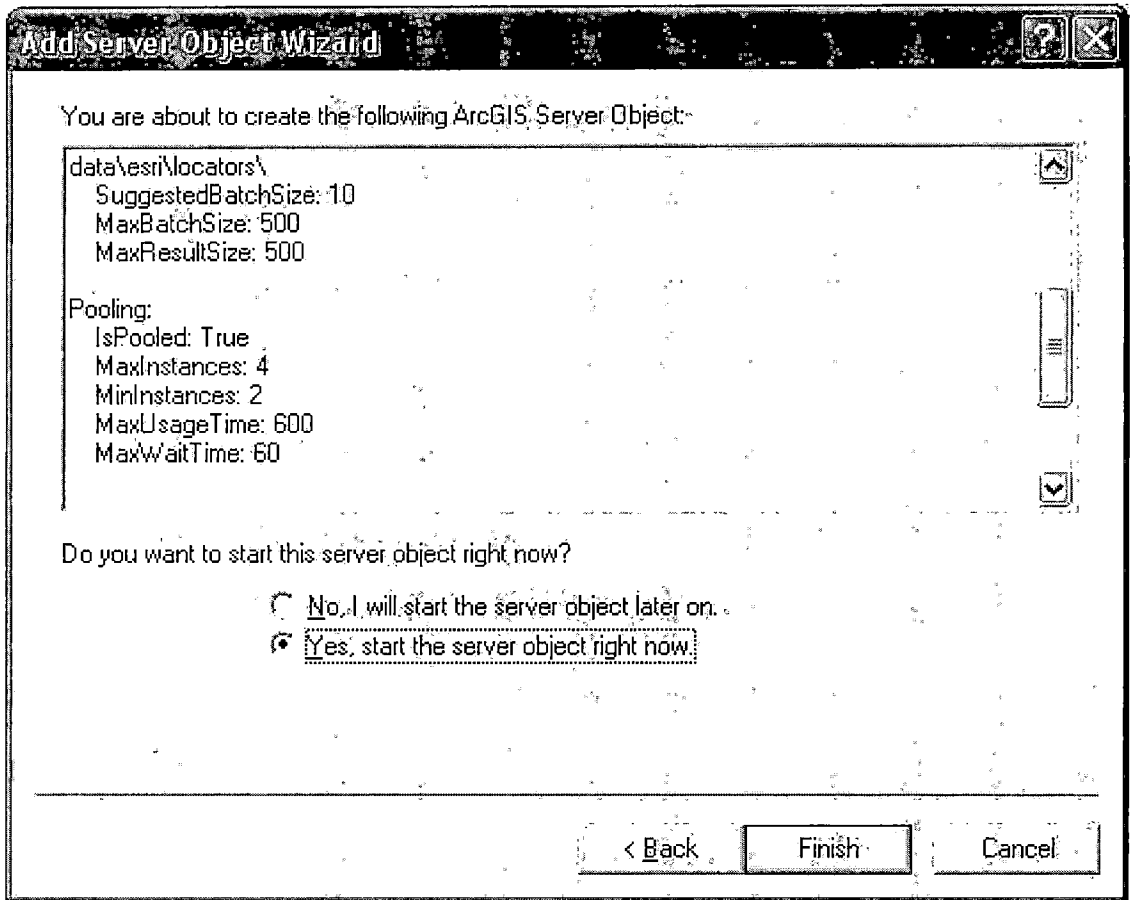 Add Server Object Wizard
You are about to create the following ArcGIS Server Object:
data\esri\locators\
SuggestedBatchSize: 10
MaxBatchSize: 500
MaxResultSize: 500
Pooling:
IsPooled: True
MaxInstances: 4
MinInstances: 2
MaxUsageTime: 600
MaxWaitTime: 60
Do you want to start this server object right now?
No, I will start the server object later on.
Yes, start the server object right now.
< Back Finish Cancel